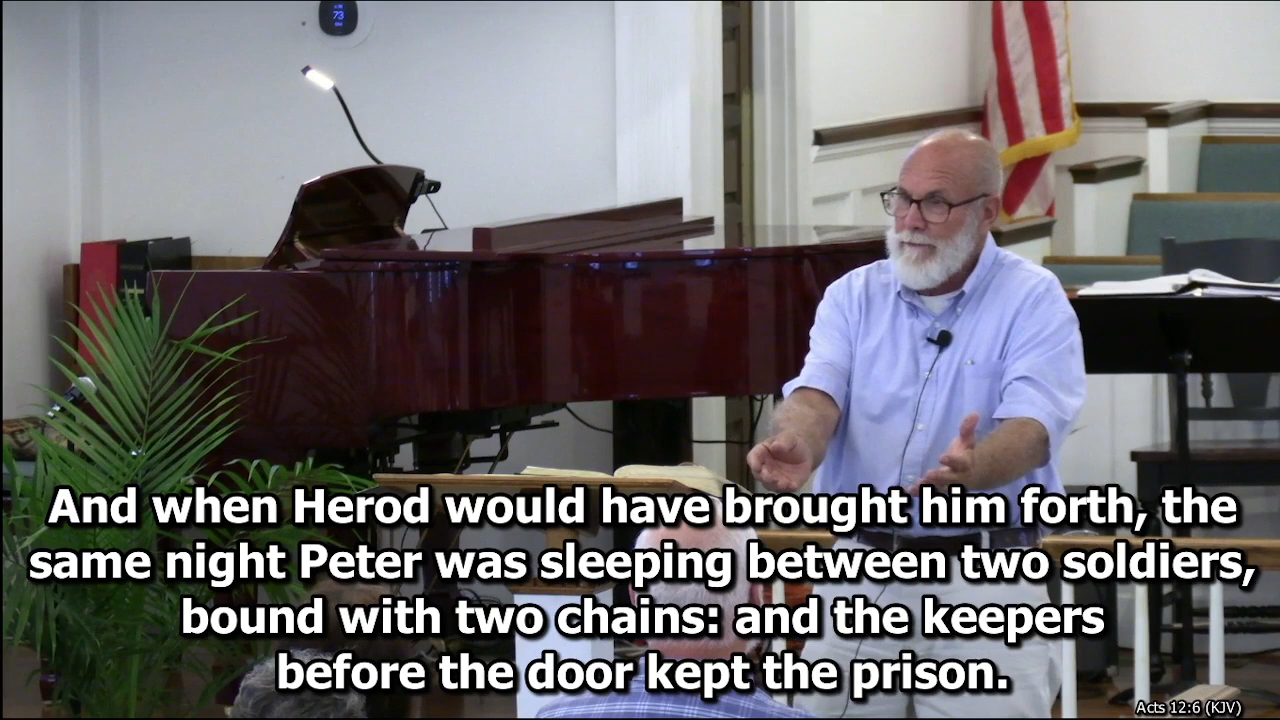 73
And when Herod would have brought him forth, the
same night Peter was sleeping between two soldiers,
bound with two chains: and the keepers
before the door kept the prison.
Acts 12:6 (KJV)